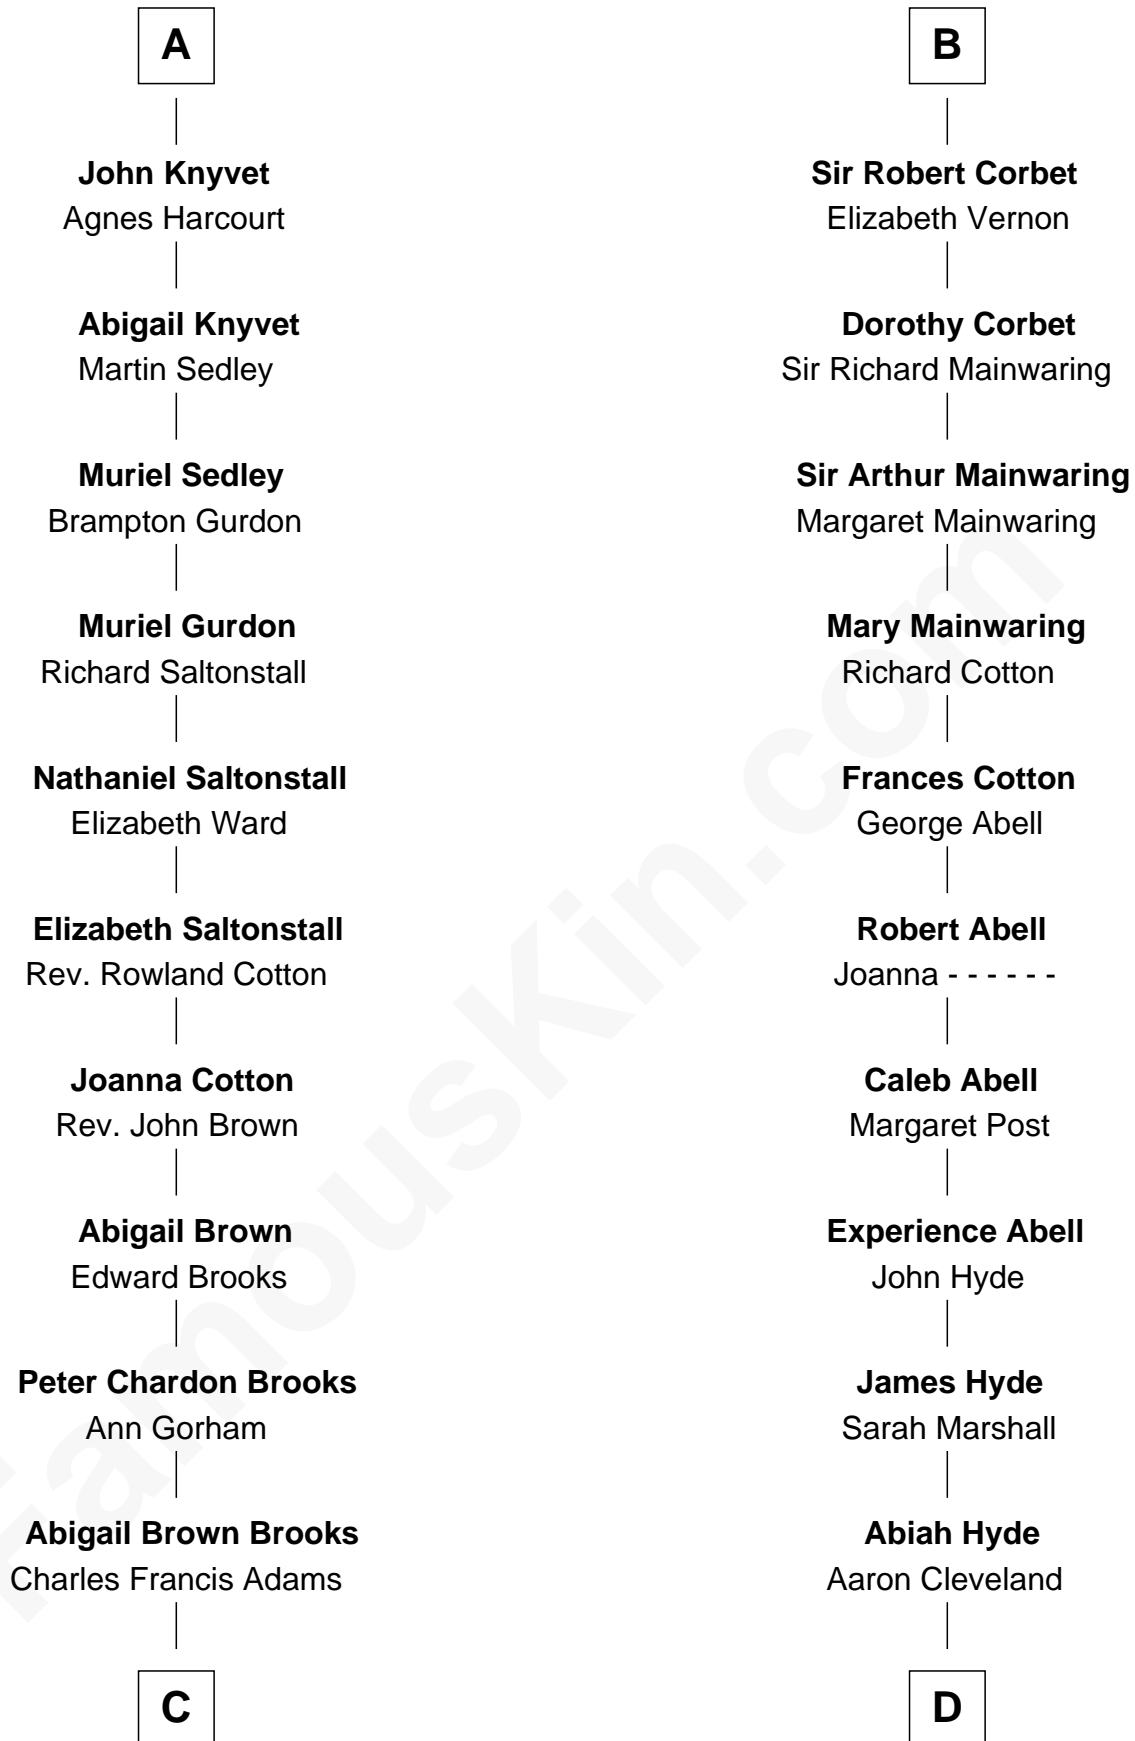 A
John Knyvet
Agnes Harcourt
Abigail Knyvet
Martin Sedley
Muriel Sedley
Brampton Gurdon
Muriel Gurdon
Richard Saltonstall
Nathaniel Saltonstall
Elizabeth Ward
Elizabeth Saltonstall
Rev. Rowland Cotton
Joanna Cotton
Rev. John Brown
Abigail Brown
Edward Brooks
Peter Chardon Brooks
Ann Gorham
Abigail Brown Brooks
Charles Francis Adams
C
B
Sir Robert Corbet
Elizabeth Vernon
Dorothy Corbet
Sir Richard Mainwaring
Sir Arthur Mainwaring
Margaret Mainwaring
Mary Mainwaring
Richard Cotton
Frances Cotton
George Abell
Robert Abell
Joanna - - - - - -
Caleb Abell
Margaret Post
Experience Abell
John Hyde
James Hyde
Sarah Marshall
Abiah Hyde
Aaron Cleveland
D
FamousKin.com